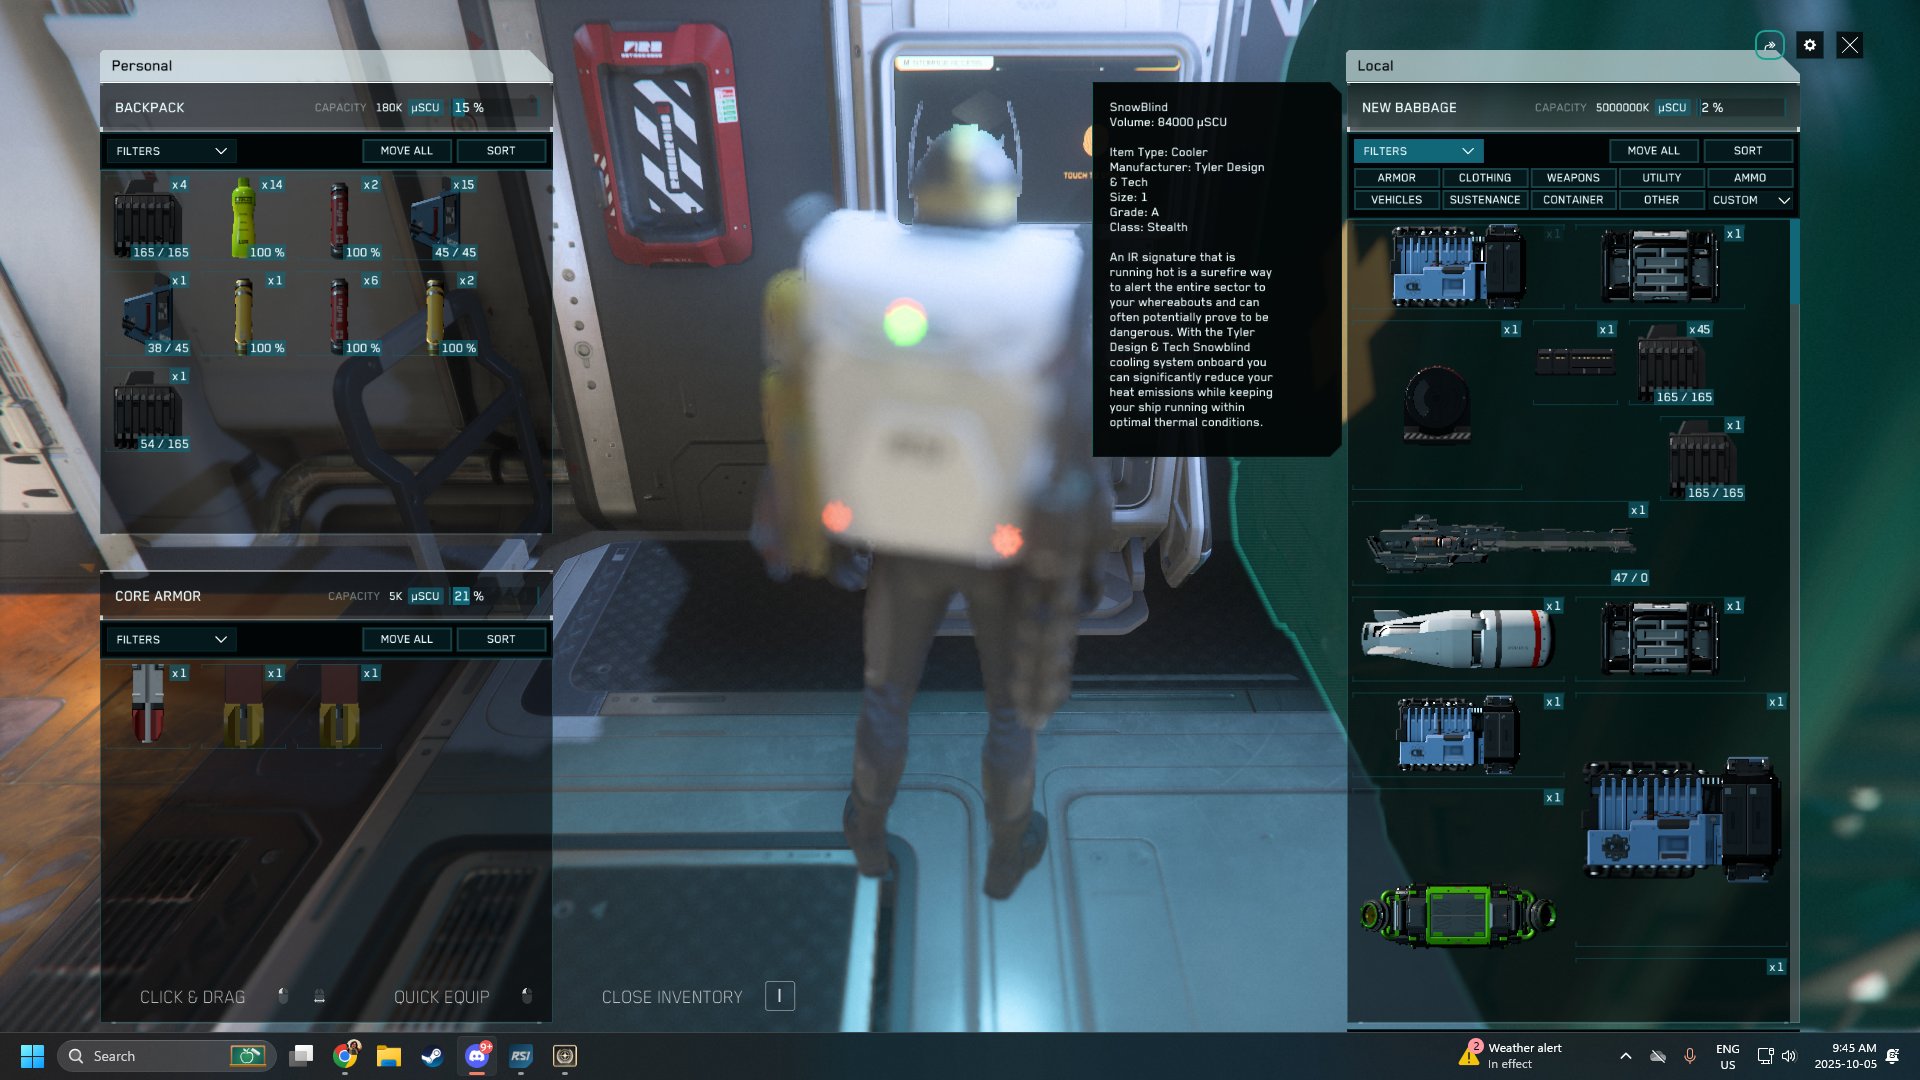 Personal
BACKPACK
CAPACITY 180K µSCU 15 %
FILTERS
MOVE ALL
SORT
x4
165 / 165
x14
100 %
x2
100 %
x15
45 / 45
x1
38 / 45
x1
100 %
x6
100 %
x2
100 %
x1
54 / 165
CORE ARMOR
CAPACITY 5K µSCU 21 %
FILTERS
MOVE ALL
SORT
x1
x1
x1
CLICK & DRAG
QUICK EQUIP
CLOSE INVENTORY
I
FIRE
SnowBlind
Volume: 84000 µSCU
Item Type: Cooler
Manufacturer: Tyler Design
& Tech
Size: 1
Grade: A
Class: Stealth
An IR signature that is
running hot is a surefire way
to alert the entire sector to
your whereabouts and can
often potentially prove to be
dangerous. With the Tyler
Design & Tech Snowblind
cooling system onboard you
can significantly reduce your
heat emissions while keeping
your ship running within
optimal thermal conditions.
TOUCH
Local
NEW BABBAGE
CAPACITY 5000000K µSCU 2 %
FILTERS
MOVE ALL
SORT
ARMOR
CLOTHING
WEAPONS
UTILITY
AMMO
VEHICLES
SUSTENANCE
CONTAINER
OTHER
CUSTOM
x1
x1
x1
x1
x45
165 / 165
x1
165 / 165
x1
47 / 0
x1
x1
x1
x1
x1
x1
Search
9+
RSI
2
Weather alert
In effect
ENG
US
9:45 AM
2025-10-05